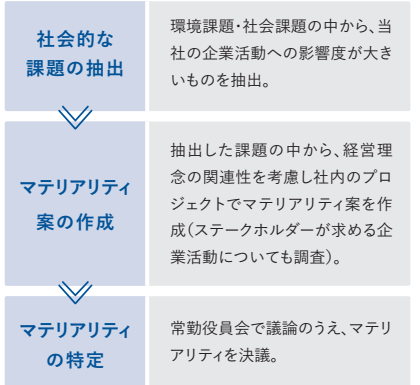 社会的な
課題の抽出
環境課題・社会課題の中から、当
社の企業活動への影響度が大き
いものを抽出。
マテリアリティ
案の作成
抽出した課題の中から、経営理
念の関連性を考慮し社内のプロ
ジェクトでマテリアリティ案を作
成(ステークホルダーが求める企
業活動についても調査)。
マテリアリティ
の特定
常勤役員会で議論のうえ、マテリ
アリティを決議。